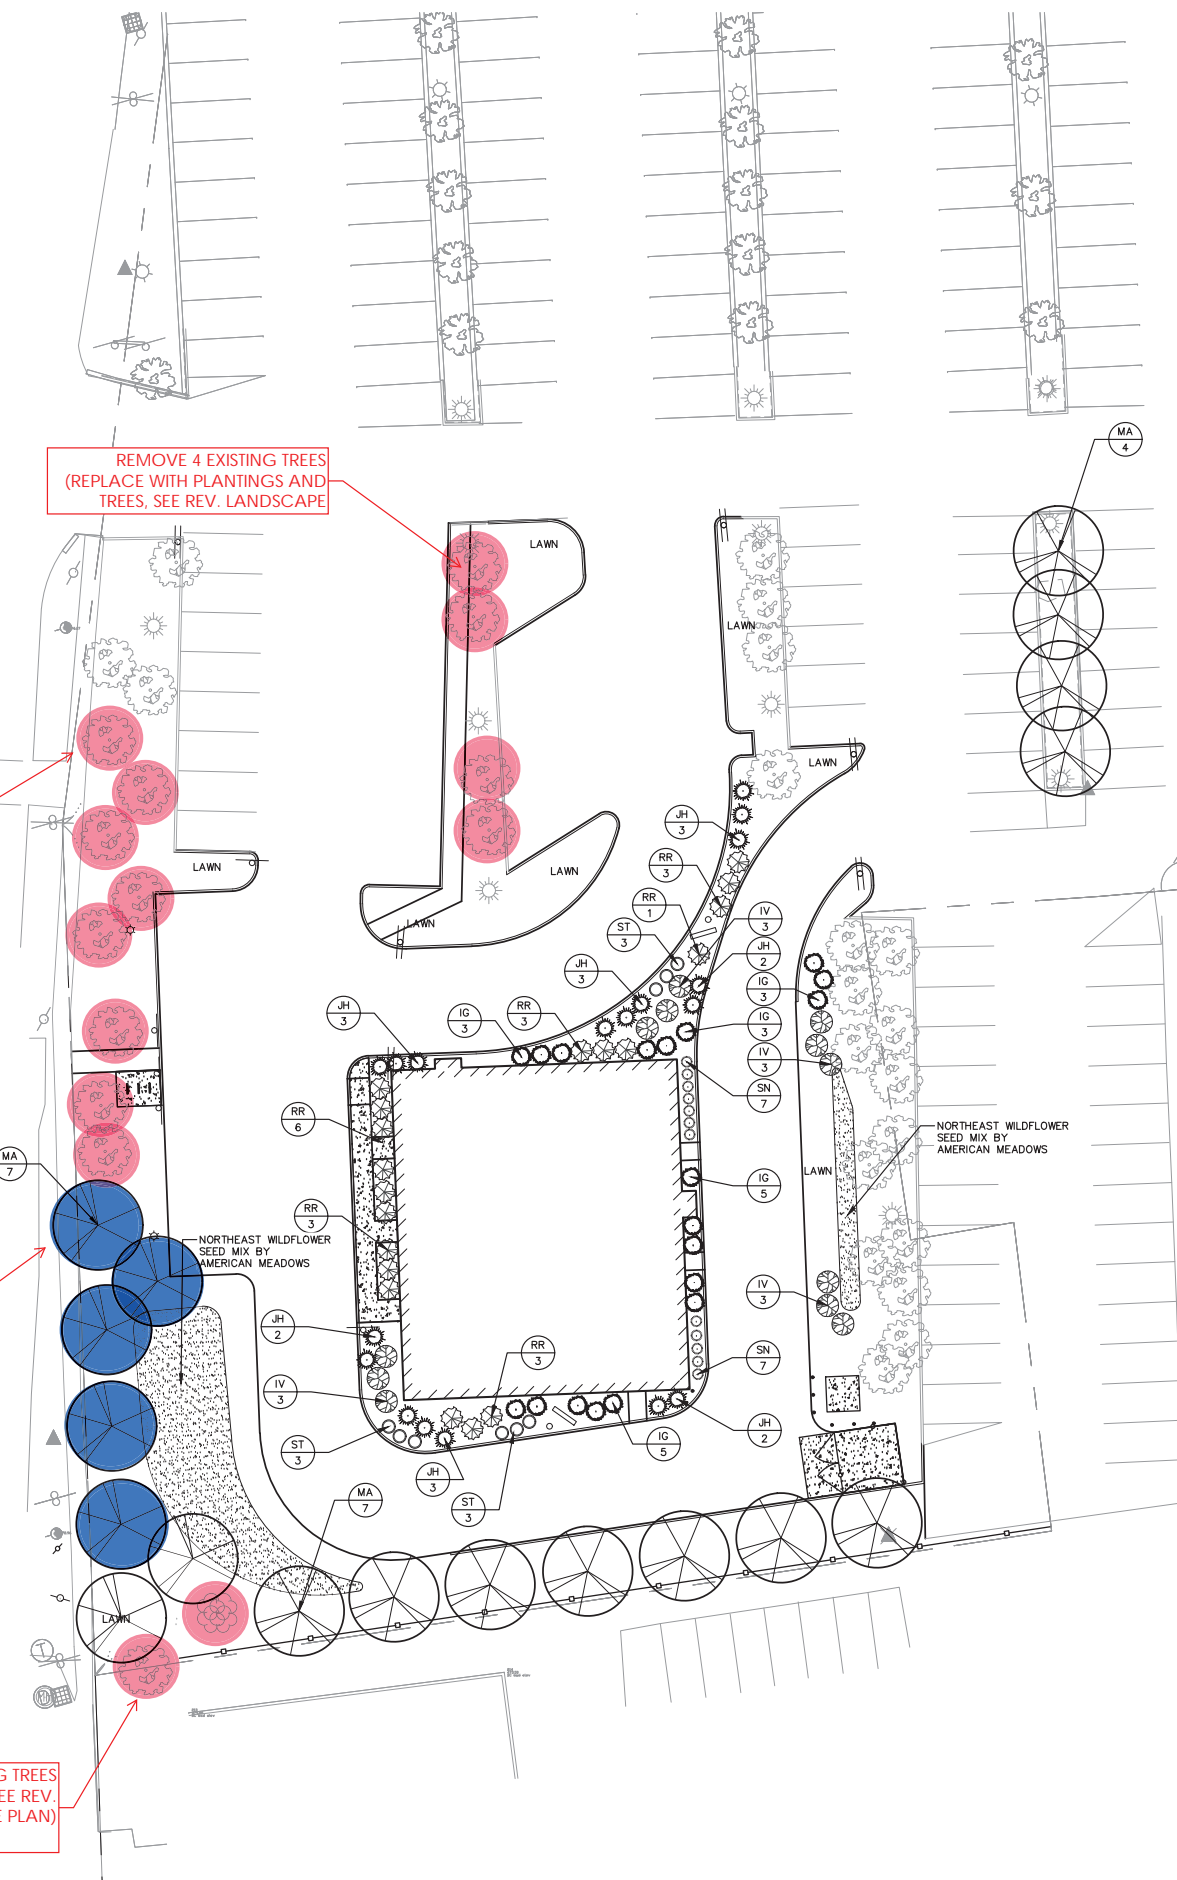 MA
4
REMOVE 4 EXISTING TREES
(REPLACE WITH PLANTINGS AND
TREES, SEE REV. LANDSCAPE
LAWN
LAWN
LAWN
JH
3
LAWN
RR
3
LAWN
RR
1
IV
3
LAWN
ST
3
JH
2
JH
3
IG
3
JH
3
IG
3
RR
3
IG
3
IV
3
SN
7
RR
6
NORTHEAST WILDFLOWER
SEED MIX BY
AMERICAN MEADOWS
MA
7
LAWN
IG
5
RR
3
NORTHEAST WILDFLOWER
SEED MIX BY
AMERICAN MEADOWS
IV
3
JH
2
RR
3
SN
7
IV
3
JH
2
ST
3
IG
5
JH
3
MA
7
ST
3
LAWN
T
G TREES
SEE REV.
E PLAN)